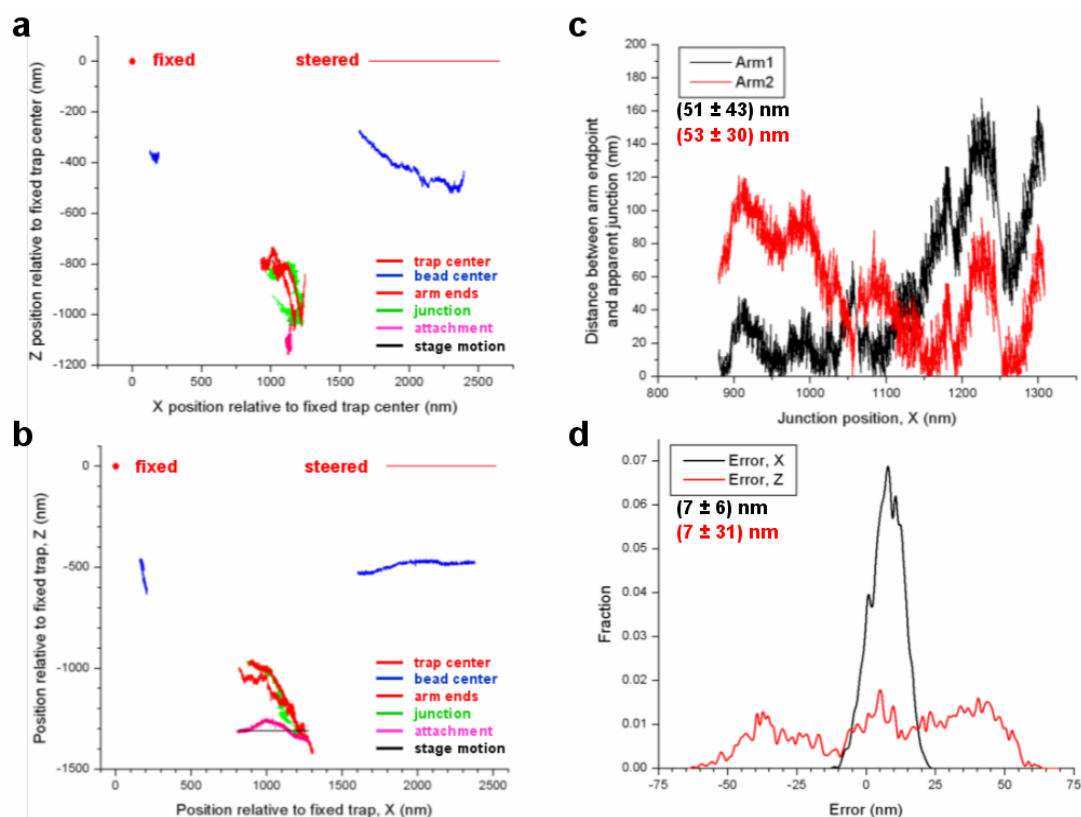 a
Z position relative to fixed trap center (nm)
0
-200
-400
-600
-800
-1000
-1200
fixed
steered
trap center
bead center
arm ends
junction
attachment
stage motion
0 500 1000 1500 2000 2500
X position relative to fixed trap center (nm)
b
Position relative to fixed trap, Z (nm)
0
-500
-1000
-1500
fixed
steered
trap center
bead center
arm ends
junction
attachment
stage motion
0 500 1000 1500 2000 2500
Position relative to fixed trap, X (nm)
c
Distance between arm endpoint
and apparent junction (nm)
200
180
160
140
120
100
80
60
40
20
0
Arm1
Arm2
(51 ± 43) nm
(53 ± 30) nm
800 900 1000 1100 1200 1300
Junction position, X (nm)
d
Fraction
0.07
0.06
0.05
0.04
0.03
0.02
0.01
0.00
Error, X
Error, Z
(7 ± 6) nm
(7 ± 31) nm
-75 -50 -25 0 25 50 75
Error (nm)